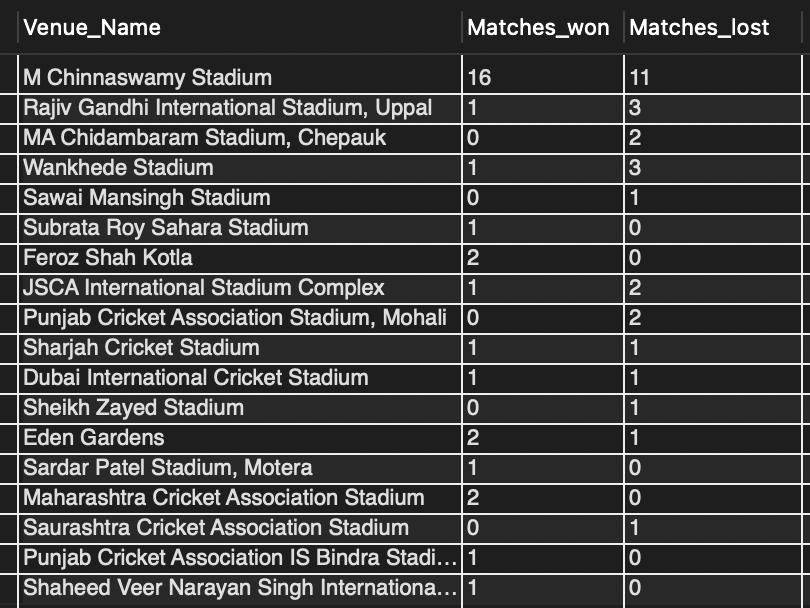 Venue_Name Matches_won Matches_lost
M Chinnaswamy Stadium 16 11
Rajiv Gandhi International Stadium, Uppal 1 3
MA Chidambaram Stadium, Chepauk 0 2
Wankhede Stadium 1 3
Sawai Mansingh Stadium 0 1
Subrata Roy Sahara Stadium 1 0
Feroz Shah Kotla 2 0
JSCA International Stadium Complex 1 2
Punjab Cricket Association Stadium, Mohali 0 2
Sharjah Cricket Stadium 1 1
Dubai International Cricket Stadium 1 1
Sheikh Zayed Stadium 0 1
Eden Gardens 2 1
Sardar Patel Stadium, Motera 1 0
Maharashtra Cricket Association Stadium 2 0
Saurashtra Cricket Association Stadium 0 1
Punjab Cricket Association IS Bindra Stadi... 1 0
Shaheed Veer Narayan Singh Internationa... 1 0